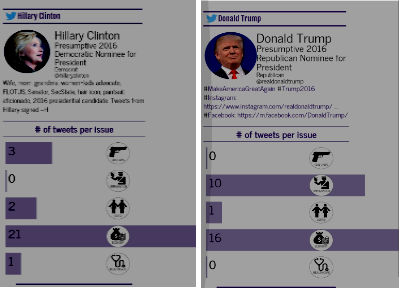 Hillary Clinton
Hillary Clinton
Presumptive 2016
Democratic Nominee for
President
Democrat
@hillaryclinton
Wife, mom, grandma, women+kids advocate,
FLOTUS, Senator, SecState, hair icon, pantsuit
aficionado, 2016 presidential candidate. Tweets from
Hillary signed –H
# of tweets per issue
3
0
2
21
1
Donald Trump
Donald Trump
Presumptive 2016
Republican Nominee for
President
Republican
@realdonaldtrump
#MakeAmericaGreatAgain #Trump2016
#Instagram:
https://www.instagram.com/realdonaldtrump/ ...
#Facebook: https://m.facebook.com/DonaldTrump/
# of tweets per issue
0
10
1
16
0